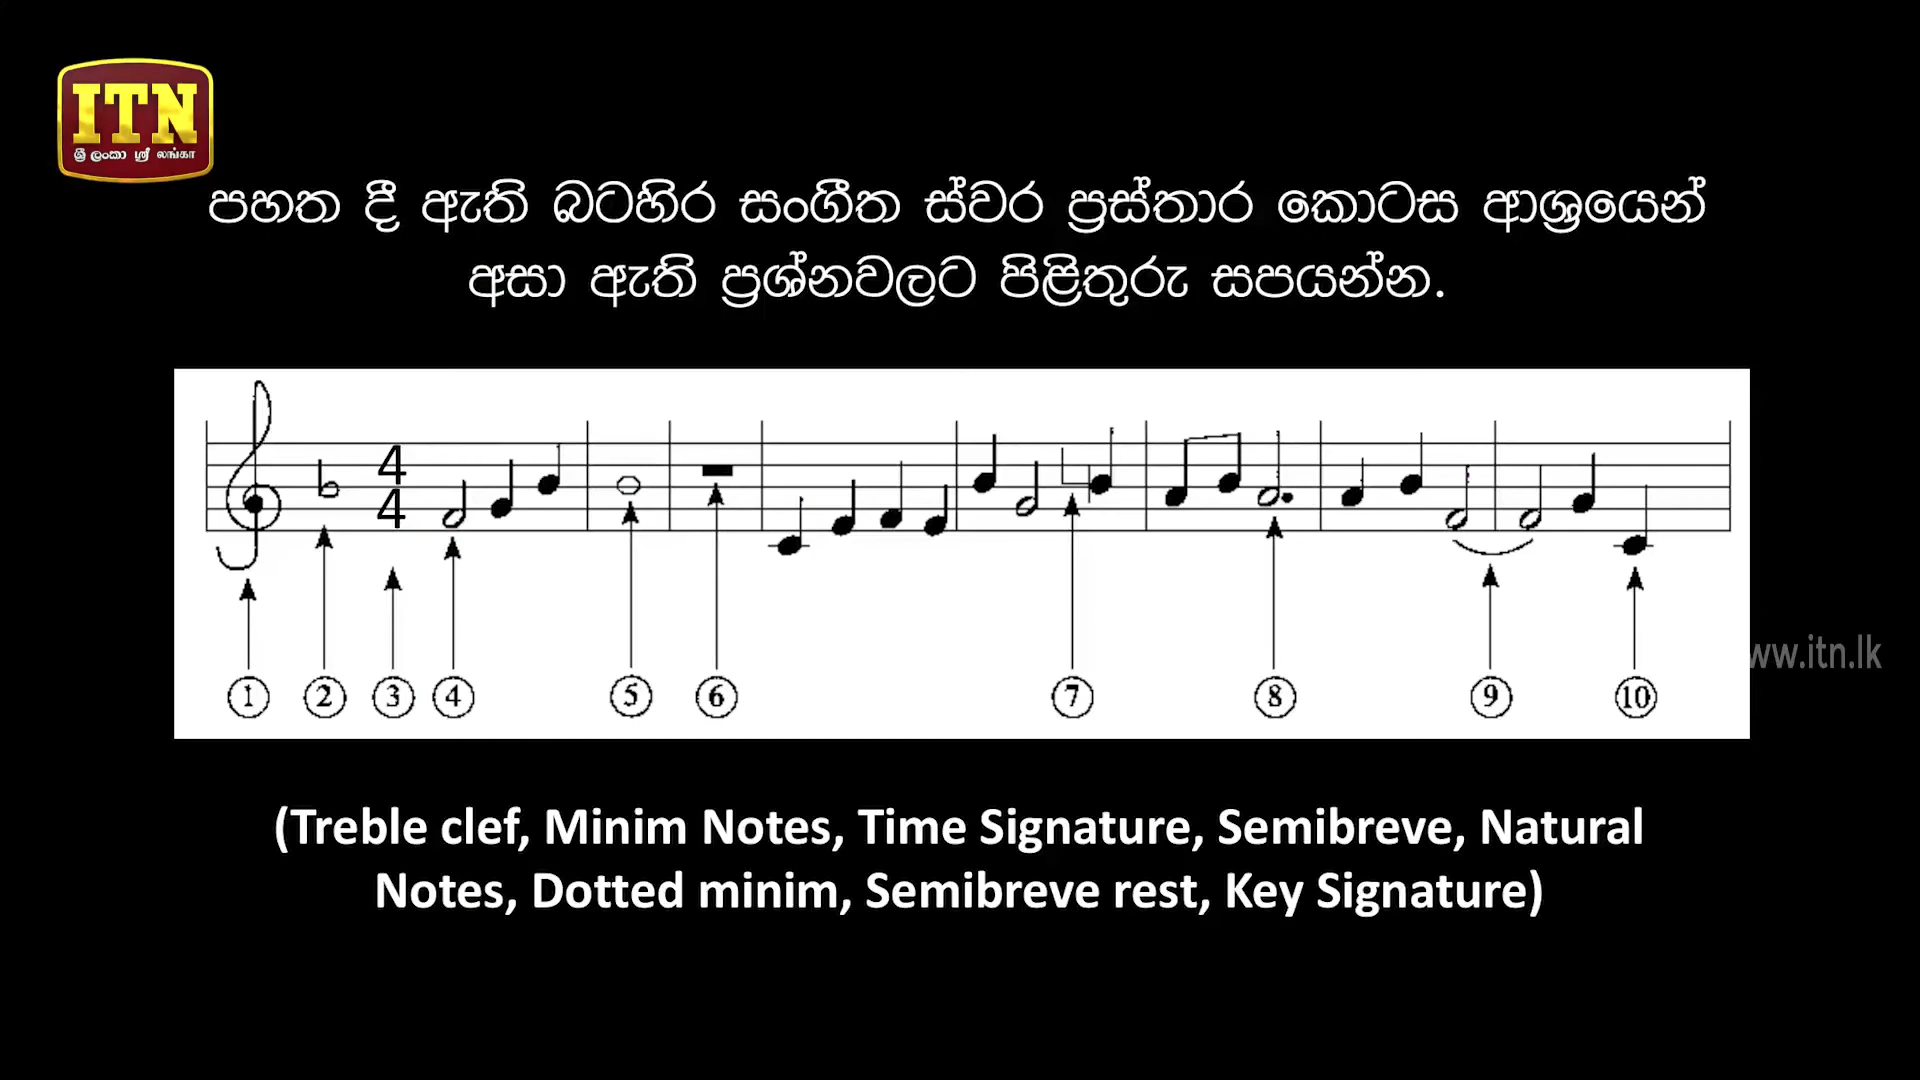 ITN
ශ්‍රී ලංකා ஸ்ரீ லங்கா
පහත දී ඇති බටහිර සංගීත ස්වර ප්‍රස්තාර කොටස ආශ්‍රයෙන්
අසා ඇති ප්‍රශ්නවලට පිළිතුරු සපයන්න.
4
4
ww.itn.lk
1 2 3 4 5 6 7 8 9 10
(Treble clef, Minim Notes, Time Signature, Semibreve, Natural
Notes, Dotted minim, Semibreve rest, Key Signature)